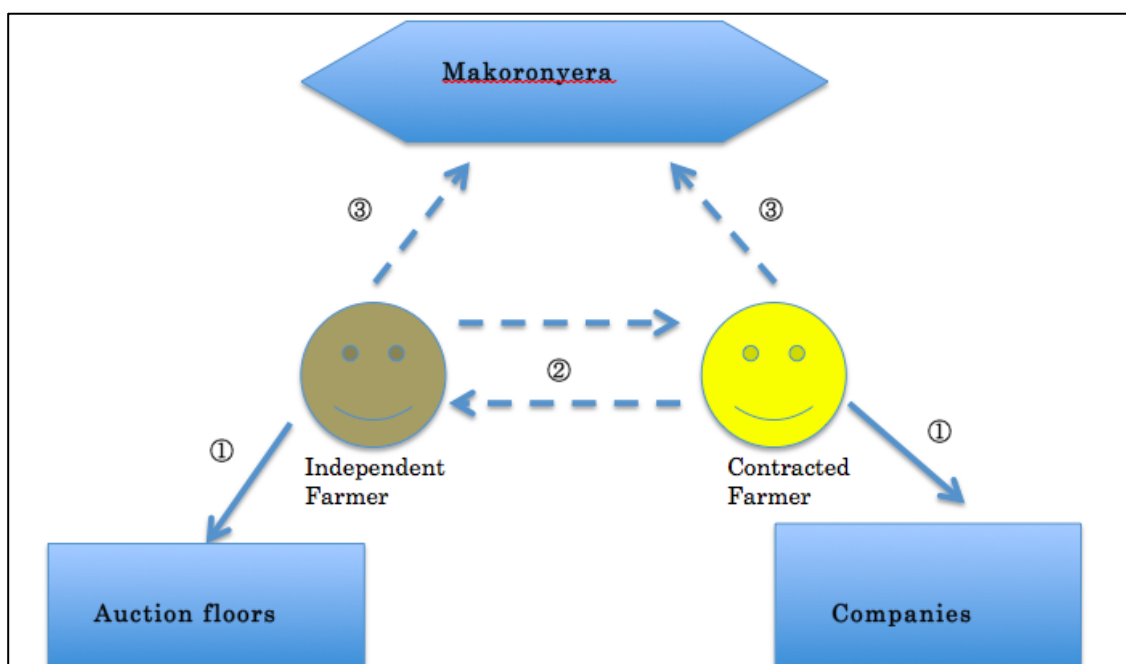 Makoronyera
③
③
②
①
①
Independent
Farmer
Contracted
Farmer
Auction floors
Companies